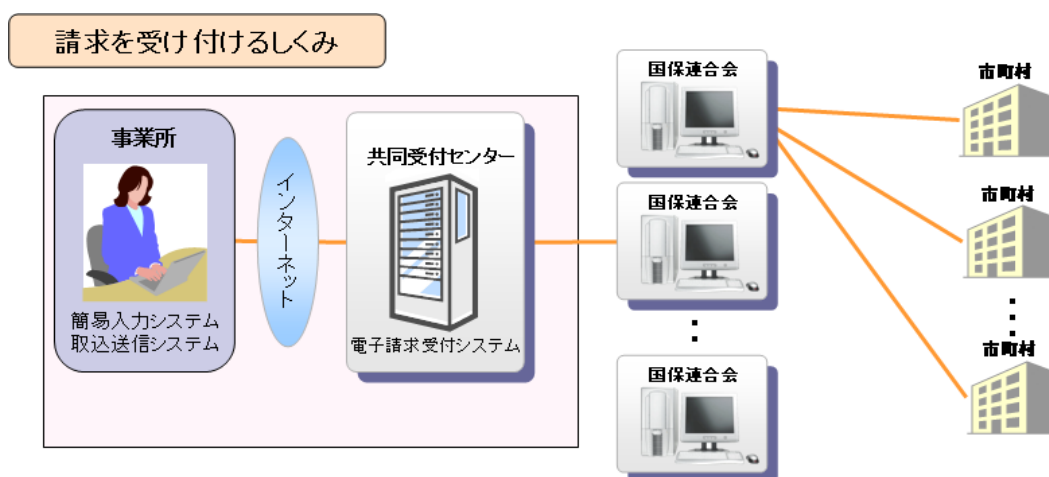 請求を受け付けるしくみ
事業所
簡易入力システム
取込送信システム
インターネット
共同受付センター
電子請求受付システム
国保連合会
国保連合会
国保連合会
市町村
市町村
市町村